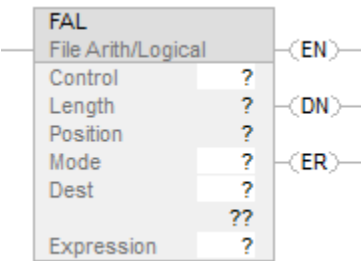 FAL
File Arith/Logical
Control ?
Length ?
Position ?
Mode ?
Dest ?
??
Expression ?
EN
DN
ER